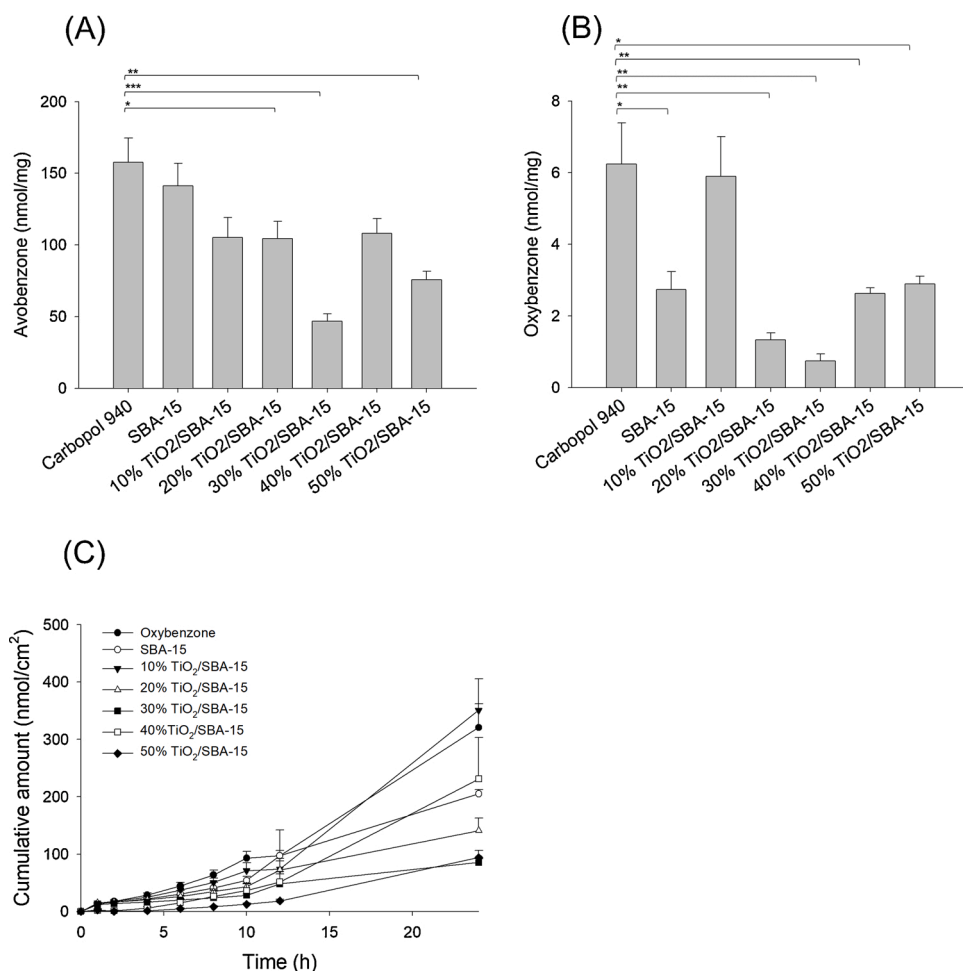 (A)
**
***
*
200
150
100
50
0
Avobenzone (nmol/mg)
Carbopol 940
SBA-15
10% TiO2/SBA-15
20% TiO2/SBA-15
30% TiO2/SBA-15
40% TiO2/SBA-15
50% TiO2/SBA-15
(B)
*
**
**
**
*
8
6
4
2
0
Oxybenzone (nmol/mg)
Carbopol 940
SBA-15
10% TiO2/SBA-15
20% TiO2/SBA-15
30% TiO2/SBA-15
40% TiO2/SBA-15
50% TiO2/SBA-15
(C)
500
400
300
200
100
0
Cumulative amount (nmol/cm²)
Oxybenzone
SBA-15
10% TiO₂/SBA-15
20% TiO₂/SBA-15
30% TiO₂/SBA-15
40%TiO₂/SBA-15
50% TiO₂/SBA-15
0 5 10 15 20
Time (h)